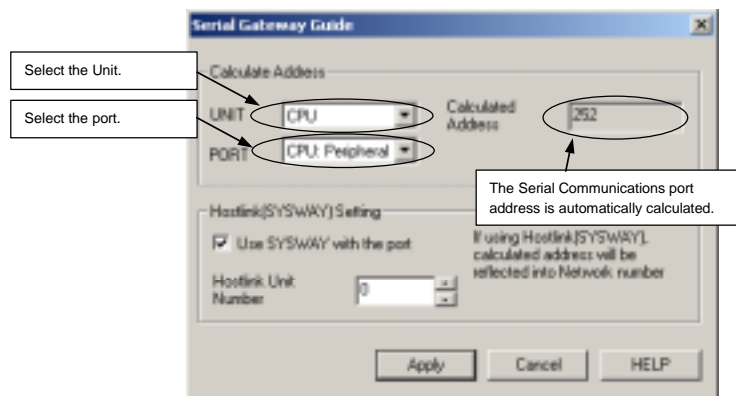 Serial Gateway Guide
Select the Unit.
Calculate Address
UNIT
CPU
Calculated
Address
252
Select the port.
PORT
CPU: Peripheral
The Serial Communications port
address is automatically calculated.
Hostlink(SYSWAY) Setting
Use SYSWAY with the port
If using Hostlink(SYSWAY),
calculated address will be
reflected into Network number
Hostlink Unit
Number
0
Apply
Cancel
HELP